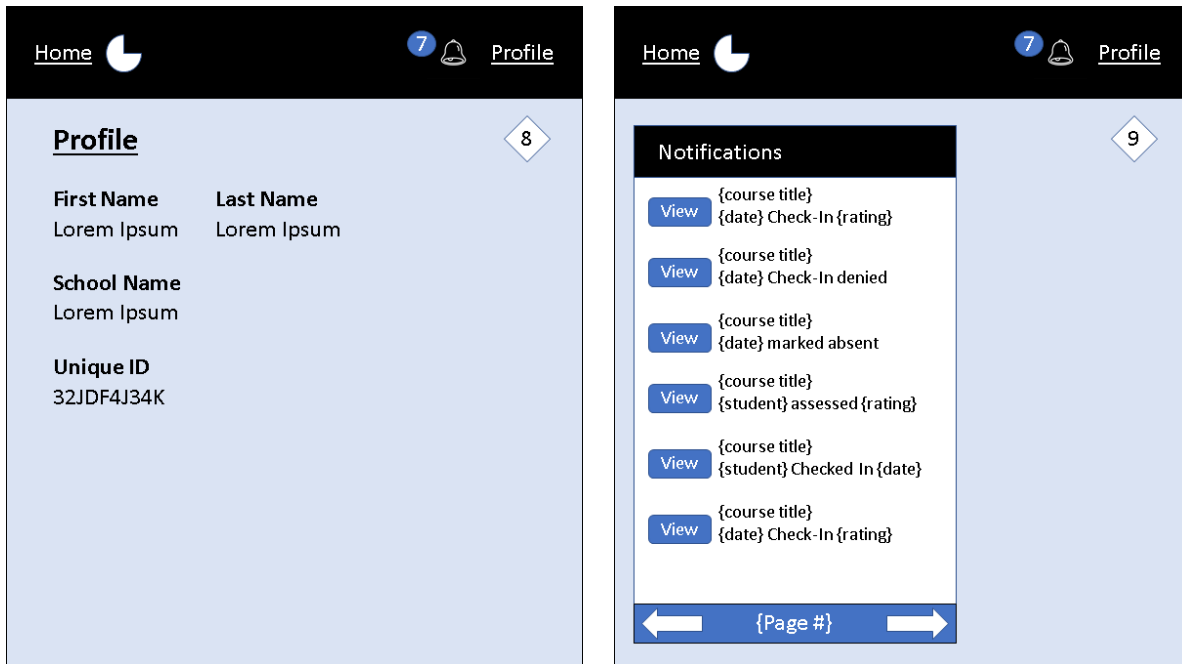 Home 7 Profile
Profile 8
First Name Last Name
Lorem Ipsum Lorem Ipsum
School Name
Lorem Ipsum
Unique ID
32JDF4J34K
Home 7 Profile
9
Notifications
{course title}
View {date} Check-In {rating}
{course title}
View {date} Check-In denied
{course title}
View {date} marked absent
{course title}
View {student} assessed {rating}
{course title}
View {student} Checked In {date}
{course title}
View {date} Check-In {rating}
{Page #}